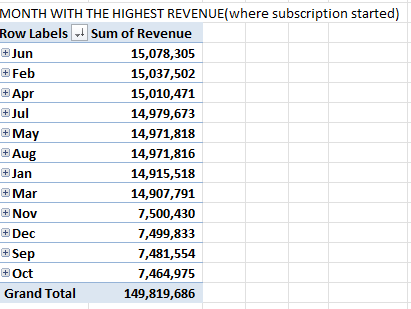 MONTH WITH THE HIGHEST REVENUE(where subscription started)
Row Labels Sum of Revenue
Jun 15,078,305
Feb 15,037,502
Apr 15,010,471
Jul 14,979,673
May 14,971,818
Aug 14,971,816
Jan 14,915,518
Mar 14,907,791
Nov 7,500,430
Dec 7,499,833
Sep 7,481,554
Oct 7,464,975
Grand Total 149,819,686